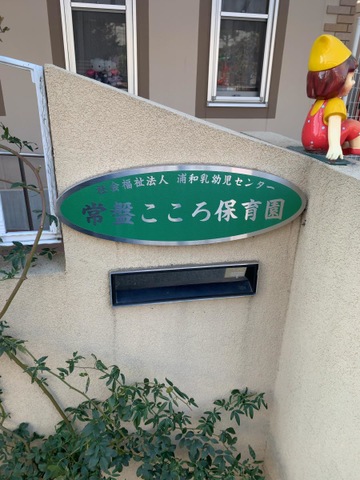 社会福祉法人 浦和乳幼児センター
常盤こころ保育園